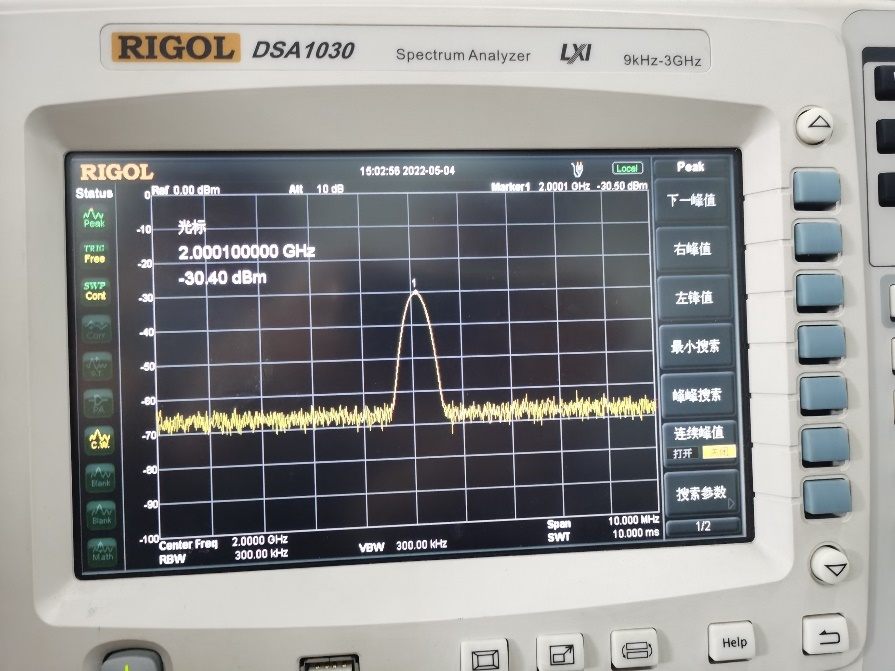 RIGOL DSA1030 Spectrum Analyzer LXI 9kHz-3GHz
RIGOL 15:02:56 2022-05-04 Local Peak
Status Ref 0.00 dBm Att 10 dB Marker1 2.0001 GHz -30.50 dBm
0
Peak
光标
下一峰值
-10
TRIG
Free
2.000100000 GHz
右峰值
-20
-30.40 dBm
SWP
Cont
1
左锋值
-30
-40
最小搜索
-50
峰峰搜索
-60
连续峰值
打开 关闭
-70
C.W.
-80
Blank
搜索参数
-90
Blank
1/2
-100
Math
Center Freq 2.0000 GHz Span 10.000 MHz
RBW 300.00 kHz VBW 300.00 kHz SWT 10.000 ms
Help